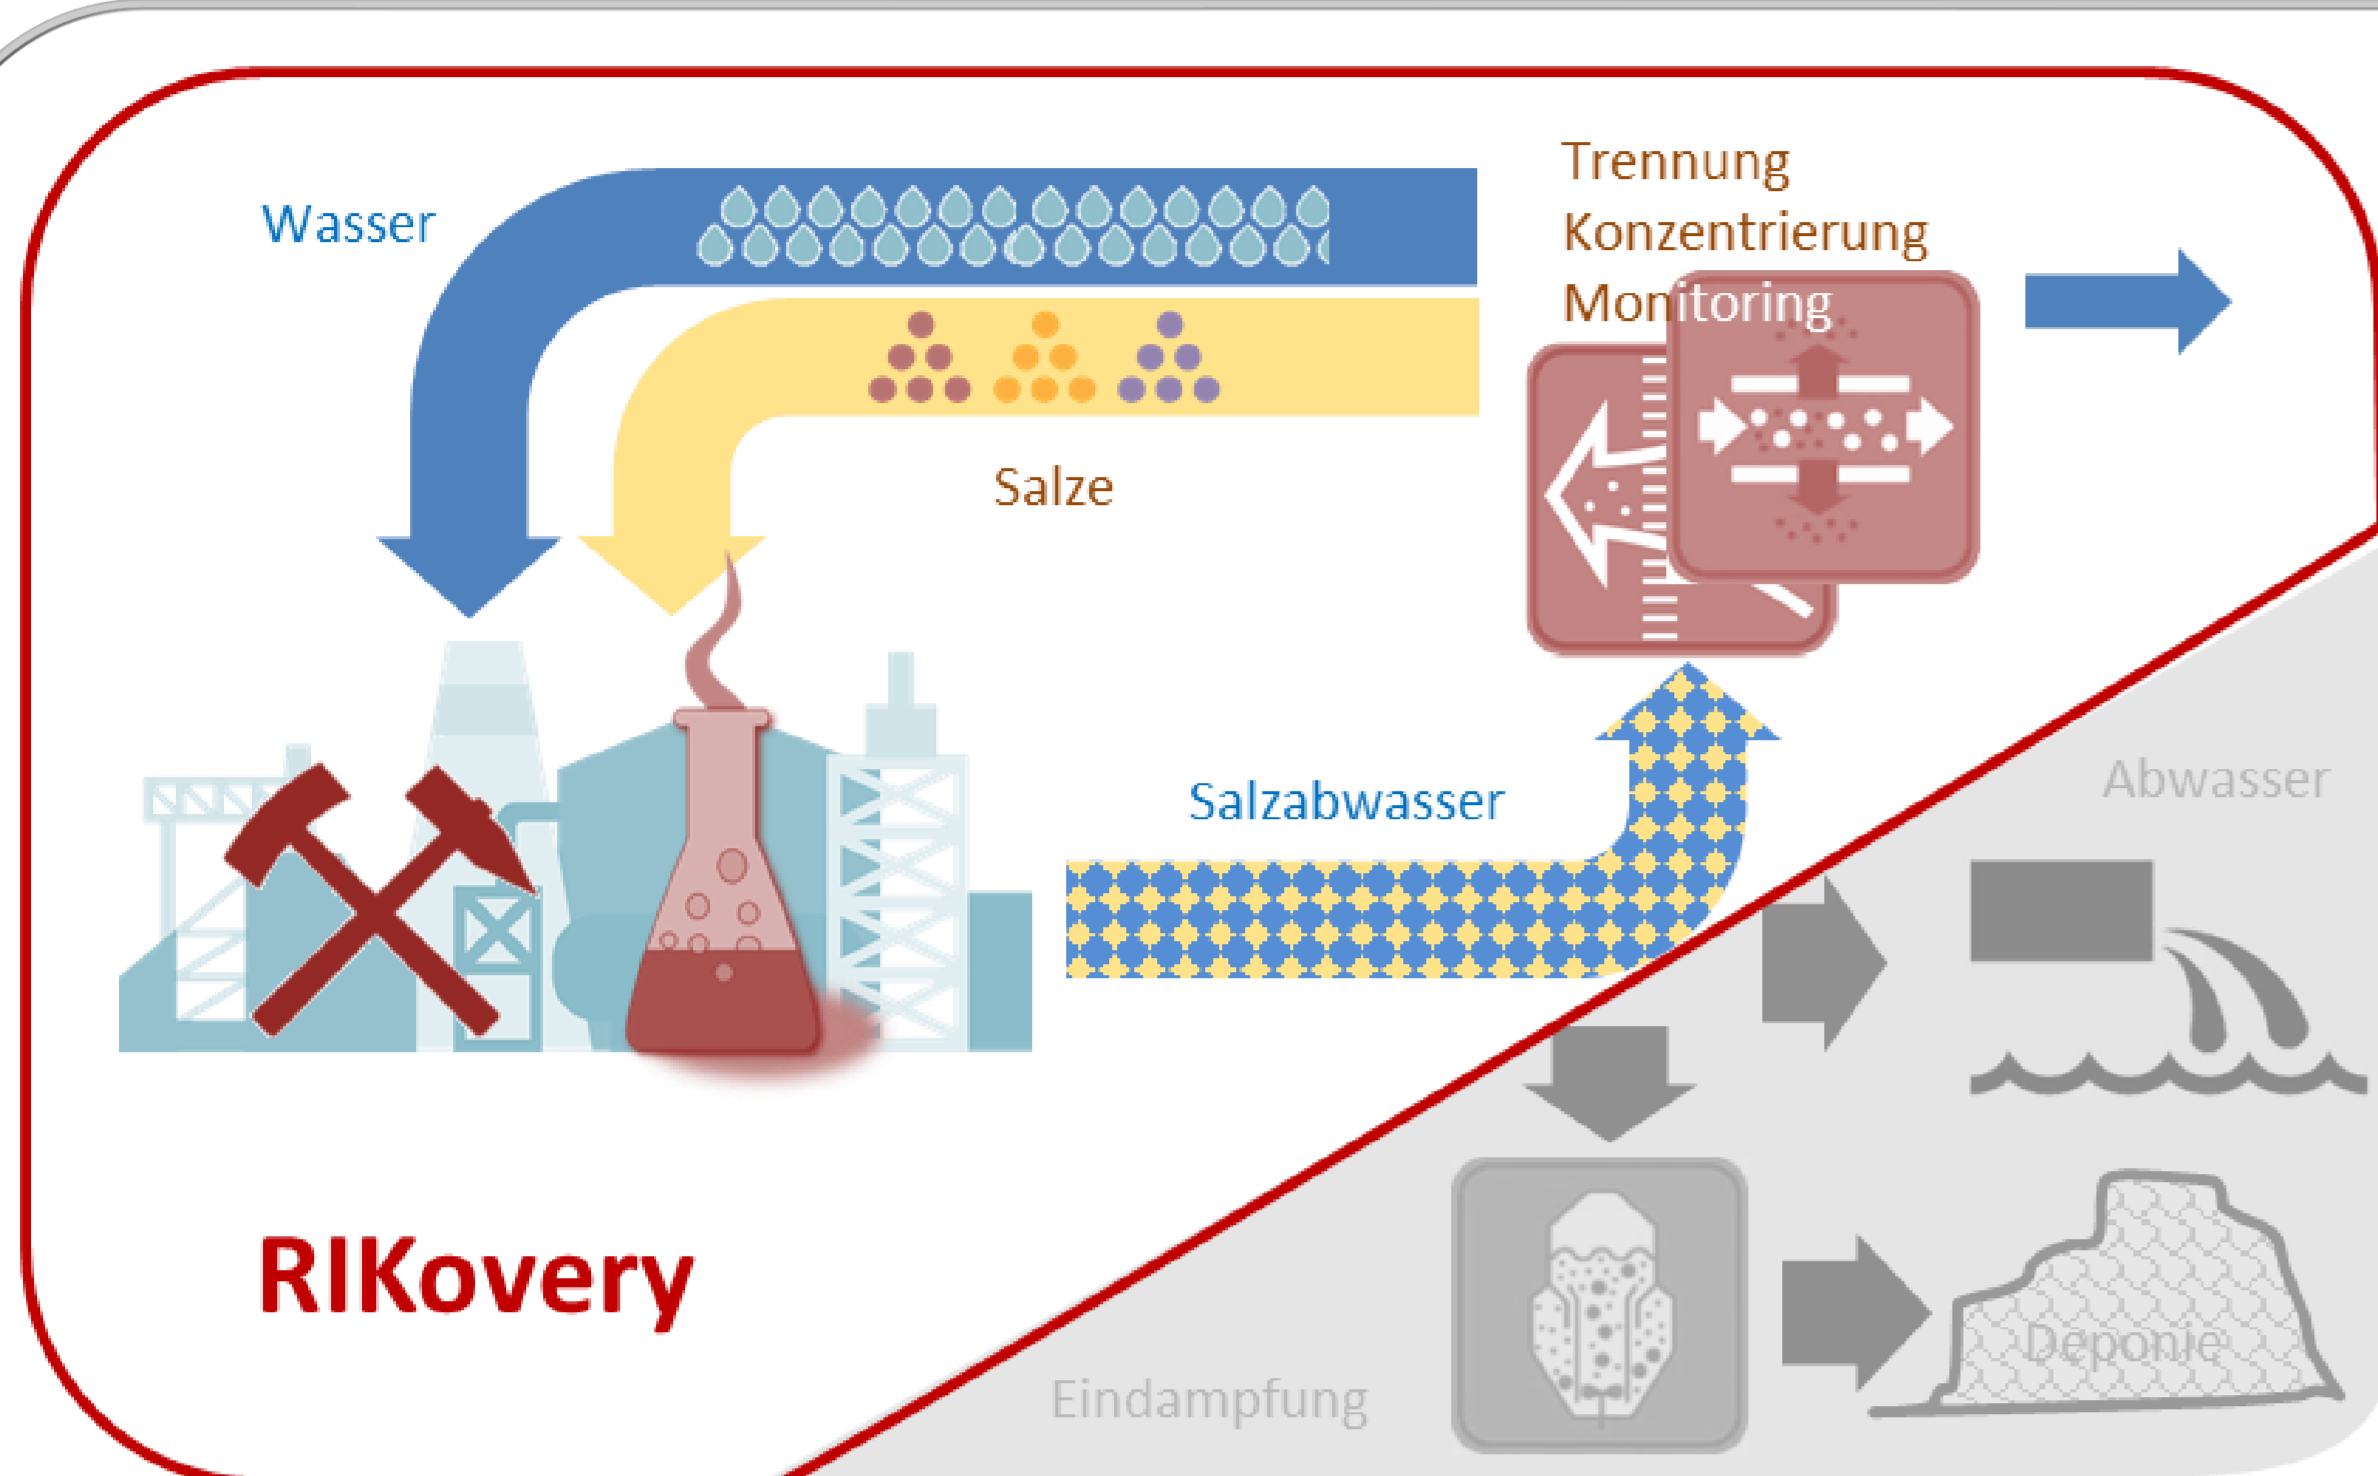 Wasser
Trennung
Konzentrierung
Monitoring
Salze
Salzabwasser
Abwasser
RIKovery
Deponie
Eindampfung